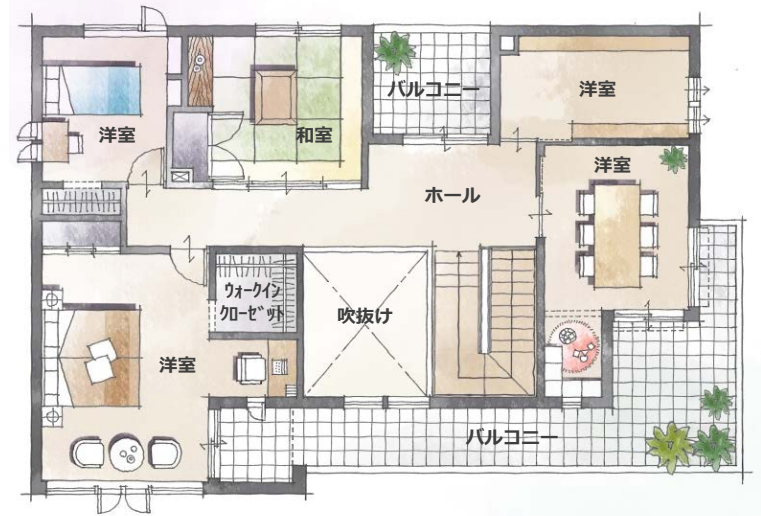 バルコニー
洋室
洋室
和室
洋室
ホール
ウォークイン
クローゼット
吹抜け
洋室
バルコニー